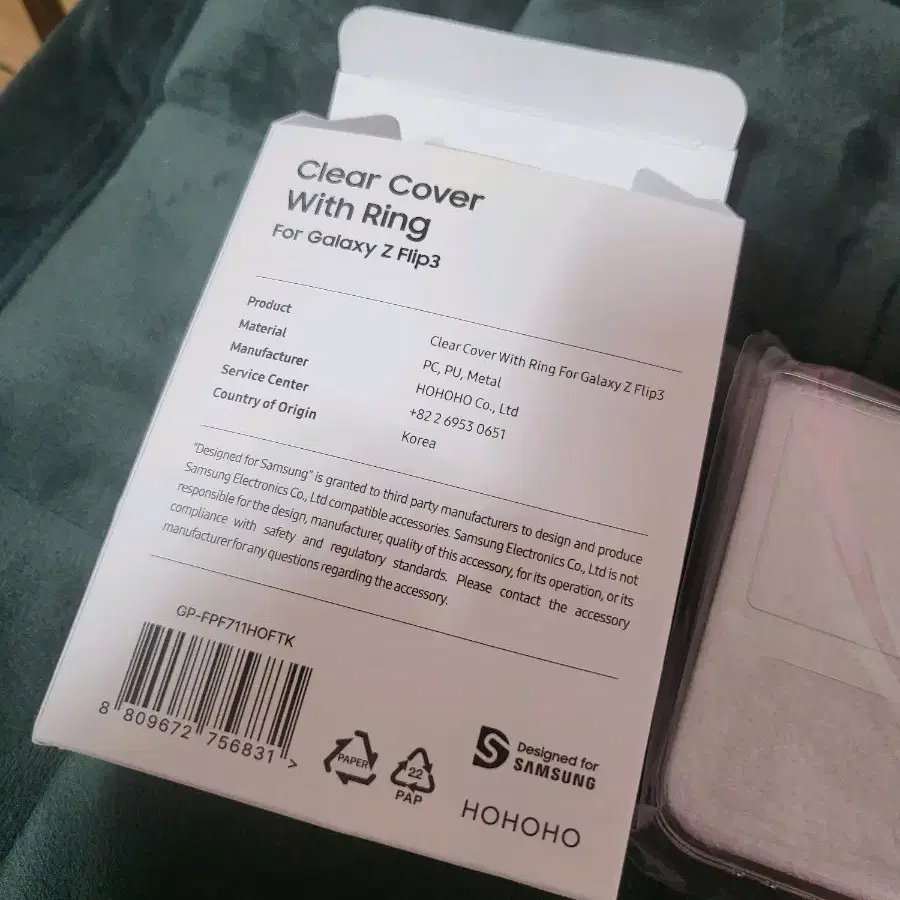 Clear Cover
With Ring
For Galaxy Z Flip3
Product Clear Cover With Ring For Galaxy Z Flip3
Material PC, PU, Metal
Manufacturer HOHOHO Co., Ltd
Service Center +82 2 6953 0651
Country of Origin Korea
"Designed for Samsung" is granted to third party manufacturers to design and produce
Samsung Electronics Co., Ltd compatible accessories. Samsung Electronics Co., Ltd is not
responsible for the design, manufacturer, quality of this accessory, for its operation, or its
compliance with safety and regulatory standards. Please contact the accessory
manufacturer for any questions regarding the accessory.
GP-FPF711HOFTK
8 809672 756831 >
PAPER
22
PAP
Designed for
SAMSUNG
HOHOHO